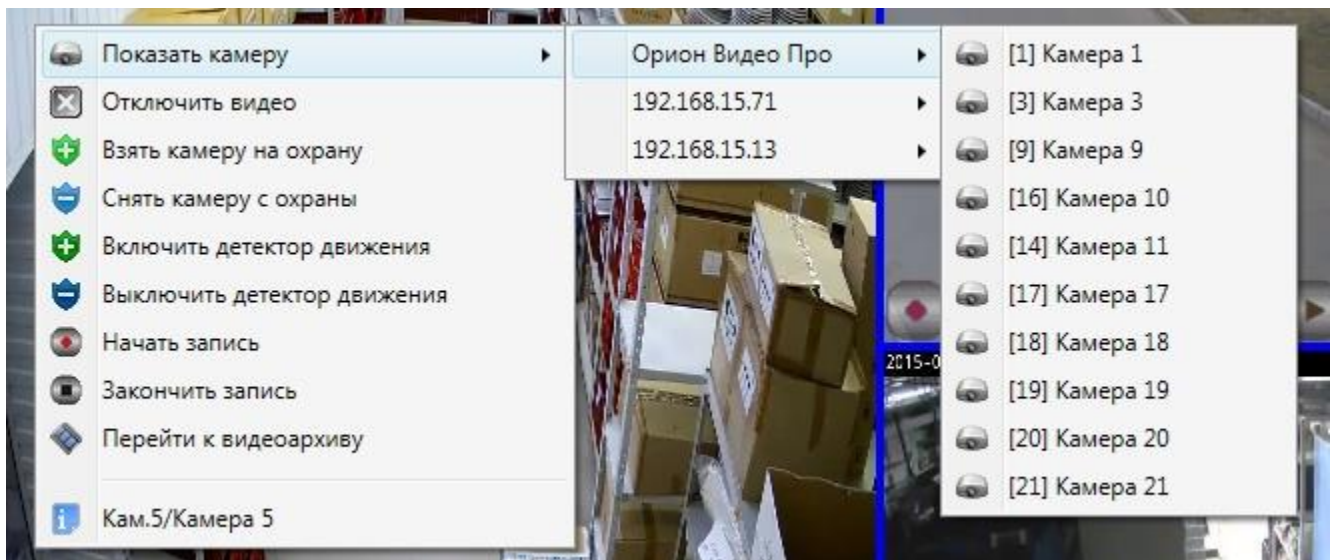 Показать камеру
Отключить видео
Взять камеру на охрану
Снять камеру с охраны
Включить детектор движения
Выключить детектор движения
Начать запись
Закончить запись
Перейти к видеоархиву
Кам.5/Камера 5
Орион Видео Про
192.168.15.71
192.168.15.13
[1] Камера 1
[3] Камера 3
[9] Камера 9
[16] Камера 10
[14] Камера 11
[17] Камера 17
[18] Камера 18
[19] Камера 19
[20] Камера 20
[21] Камера 21
2015-0